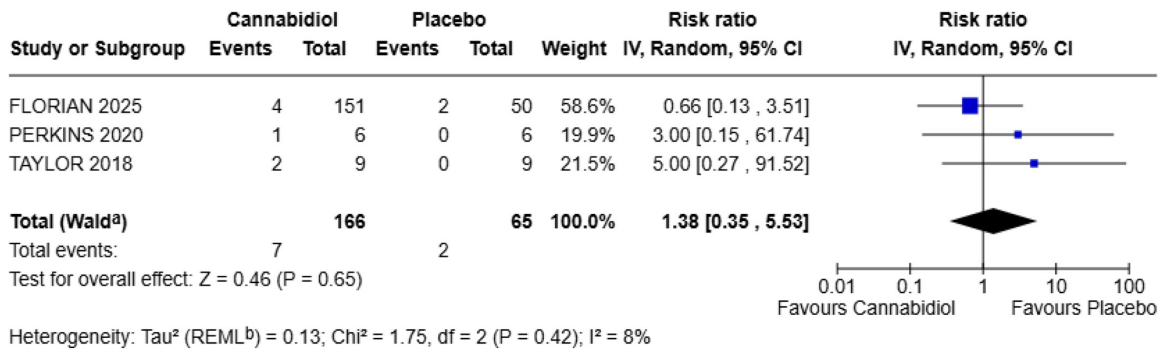 Cannabidiol Placebo Risk ratio Risk ratio
Study or Subgroup Events Total Events Total Weight IV, Random, 95% CI IV, Random, 95% CI
FLORIAN 2025 4 151 2 50 58.6% 0.66 [0.13 , 3.51]
PERKINS 2020 1 6 0 6 19.9% 3.00 [0.15 , 61.74]
TAYLOR 2018 2 9 0 9 21.5% 5.00 [0.27 , 91.52]
Total (Waldᵃ) 166 65 100.0% 1.38 [0.35 , 5.53]
Total events: 7 2
Test for overall effect: Z = 0.46 (P = 0.65)
0.01 0.1 1 10 100
Favours Cannabidiol Favours Placebo
Heterogeneity: Tau² (REMLᵇ) = 0.13; Chi² = 1.75, df = 2 (P = 0.42); I² = 8%